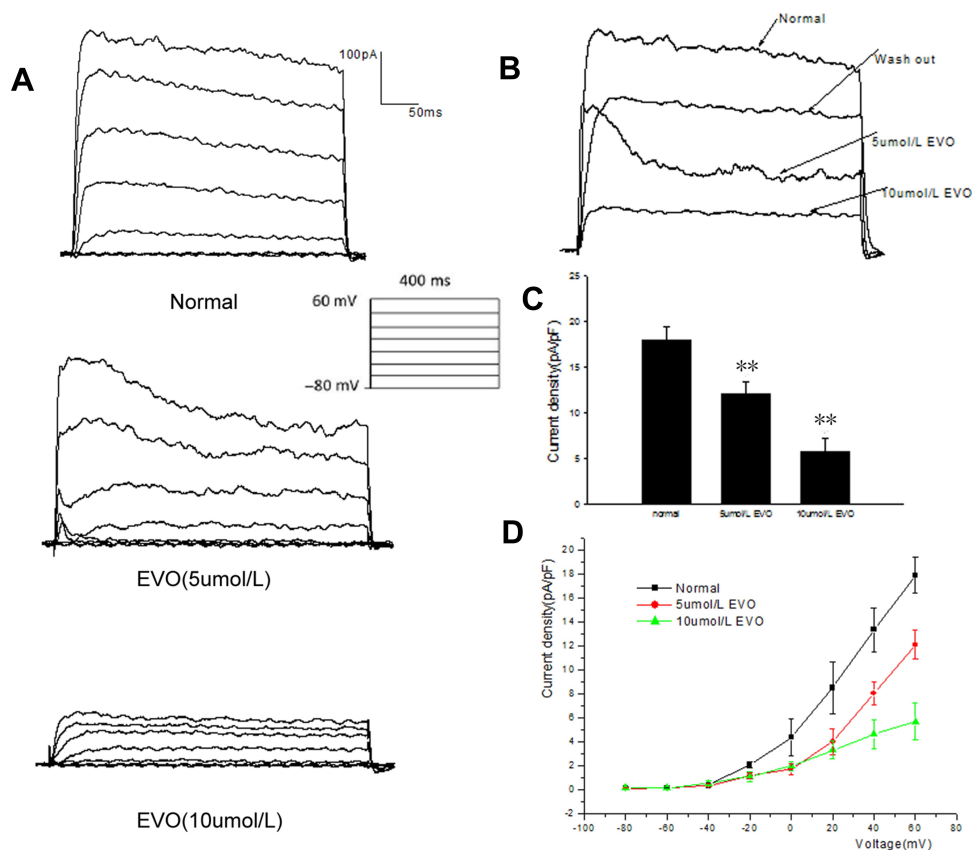 A
100pA
50ms
Normal
400 ms
60 mV
−80 mV
EVO(5umol/L)
EVO(10umol/L)
B
Normal
Wash out
5umol/L EVO
10umol/L EVO
C
Current density(pA/pF)
25
20
15
10
5
0
**
**
normal
5umol/L EVO
10umol/L EVO
D
Current density(pA/pF)
20
18
16
14
12
10
8
6
4
2
0
-2
Normal
5umol/L EVO
10umol/L EVO
-100 -80 -60 -40 -20 0 20 40 60 80
Voltage(mV)